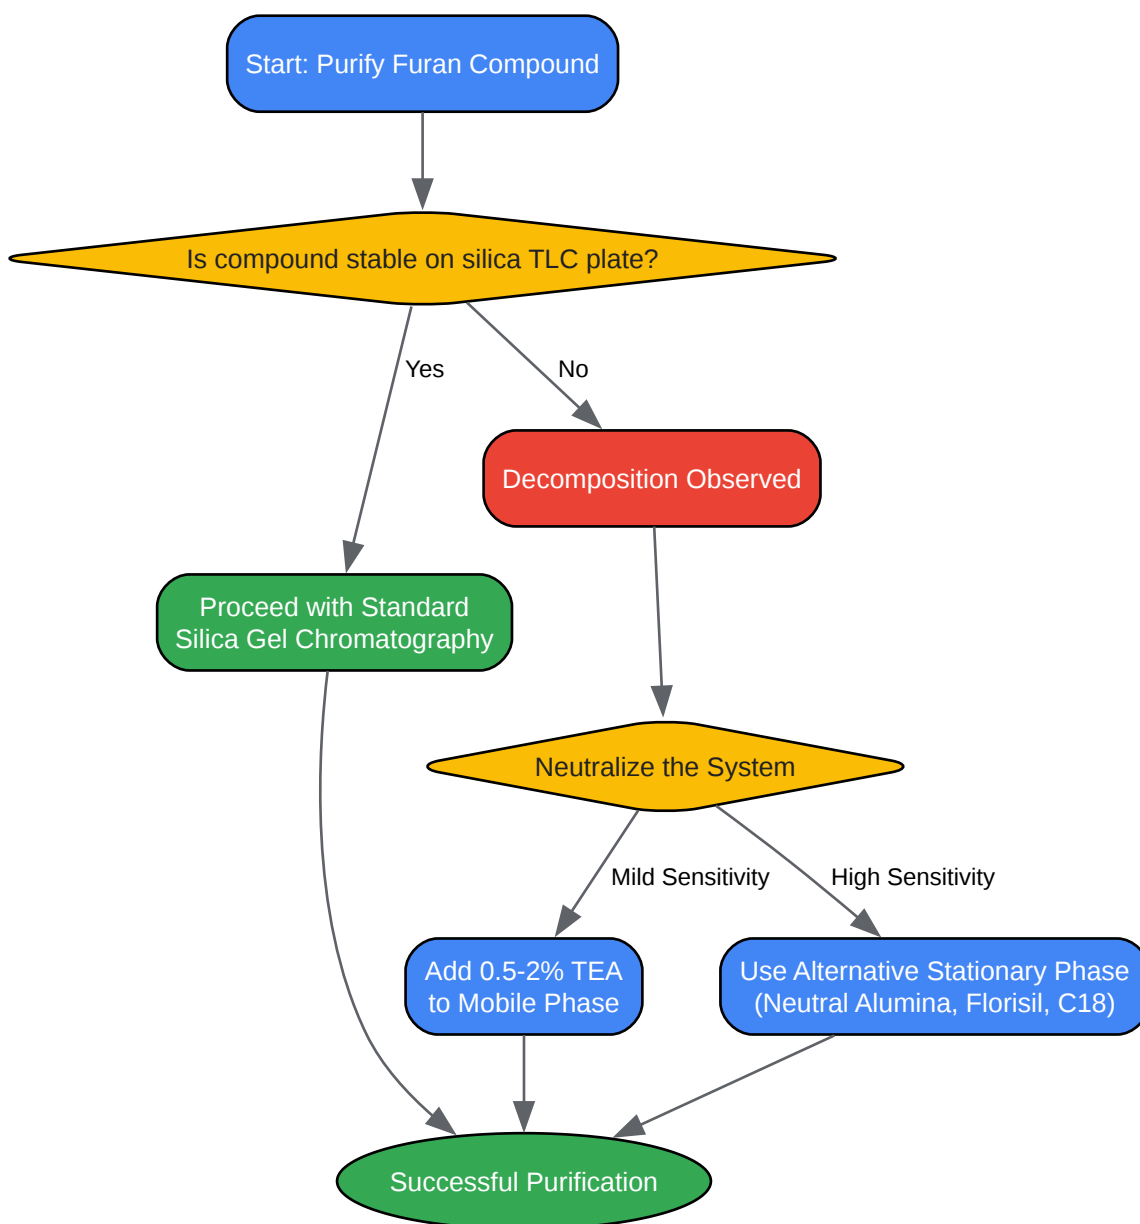 Start: Purify Furan Compound
Is compound stable on silica TLC plate?
Yes
No
Decomposition Observed
Proceed with Standard
Silica Gel Chromatography
Neutralize the System
Mild Sensitivity
High Sensitivity
Add 0.5-2% TEA
to Mobile Phase
Use Alternative Stationary Phase
(Neutral Alumina, Florisil, C18)
Successful Purification